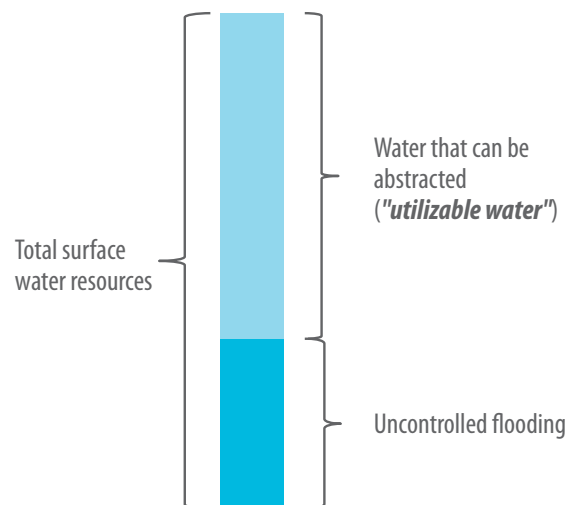 Water that can be
abstracted
("utilizable water")
Total surface
water resources
Uncontrolled flooding